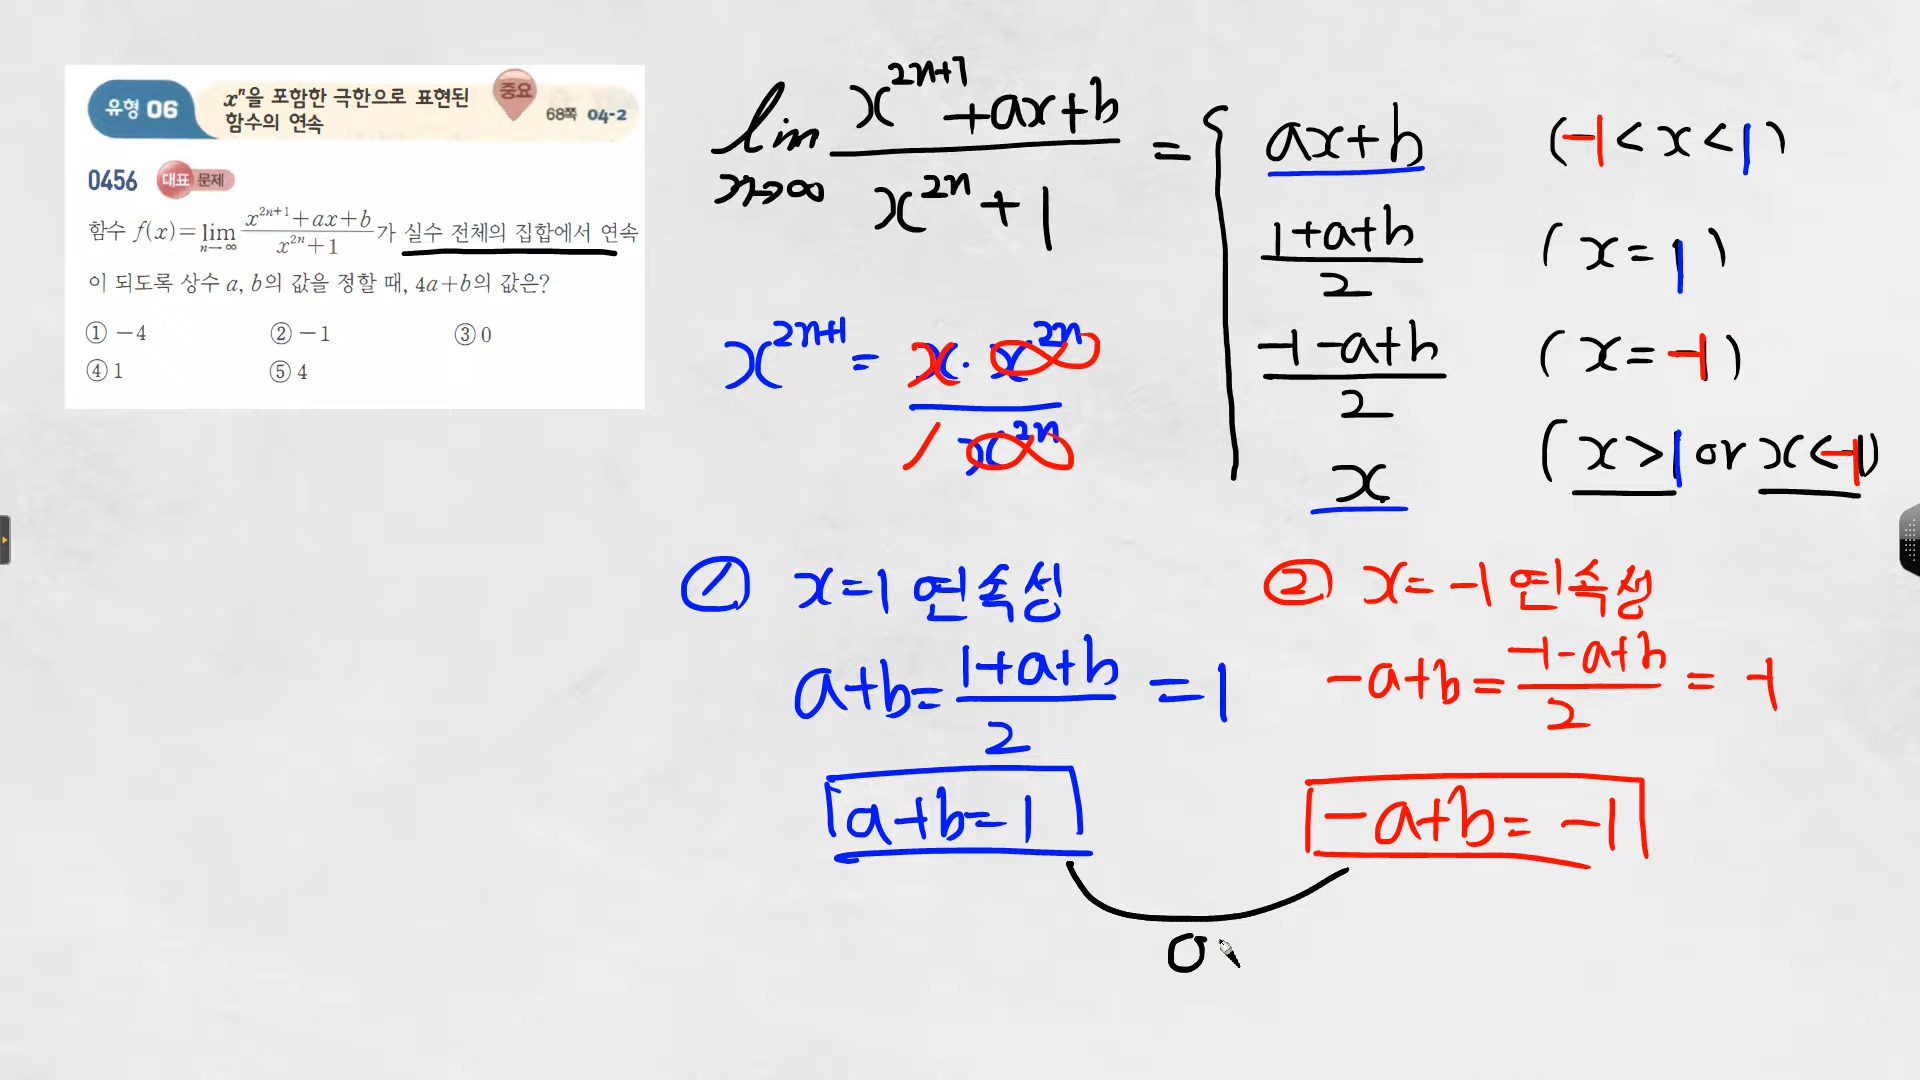 유형 06
xⁿ을 포함한 극한으로 표현된
함수의 연속
중요
68쪽 04-2
0456 대표 문제
함수 f(x)=lim_{n→∞} (x^{2n+1}+ax+b)/(x^{2n}+1)가 실수 전체의 집합에서 연속
이 되도록 상수 a, b의 값을 정할 때, 4a+b의 값은?
① −4 ② −1 ③ 0
④ 1 ⑤ 4
lim_{n→∞} (x^{2n+1}+ax+b)/(x^{2n}+1) = {
ax+b (-1<x<1)
(1+a+b)/2 (x=1)
(-1-a+b)/2 (x=-1)
x (x>1 or x<-1)
x^{2n+1} = x·x^{2n}
x^{2n}
① x=1 연속성
a+b = (1+a+b)/2 = 1
a+b=1
② x=-1 연속성
-a+b = (-1-a+b)/2 = -1
-a+b=-1